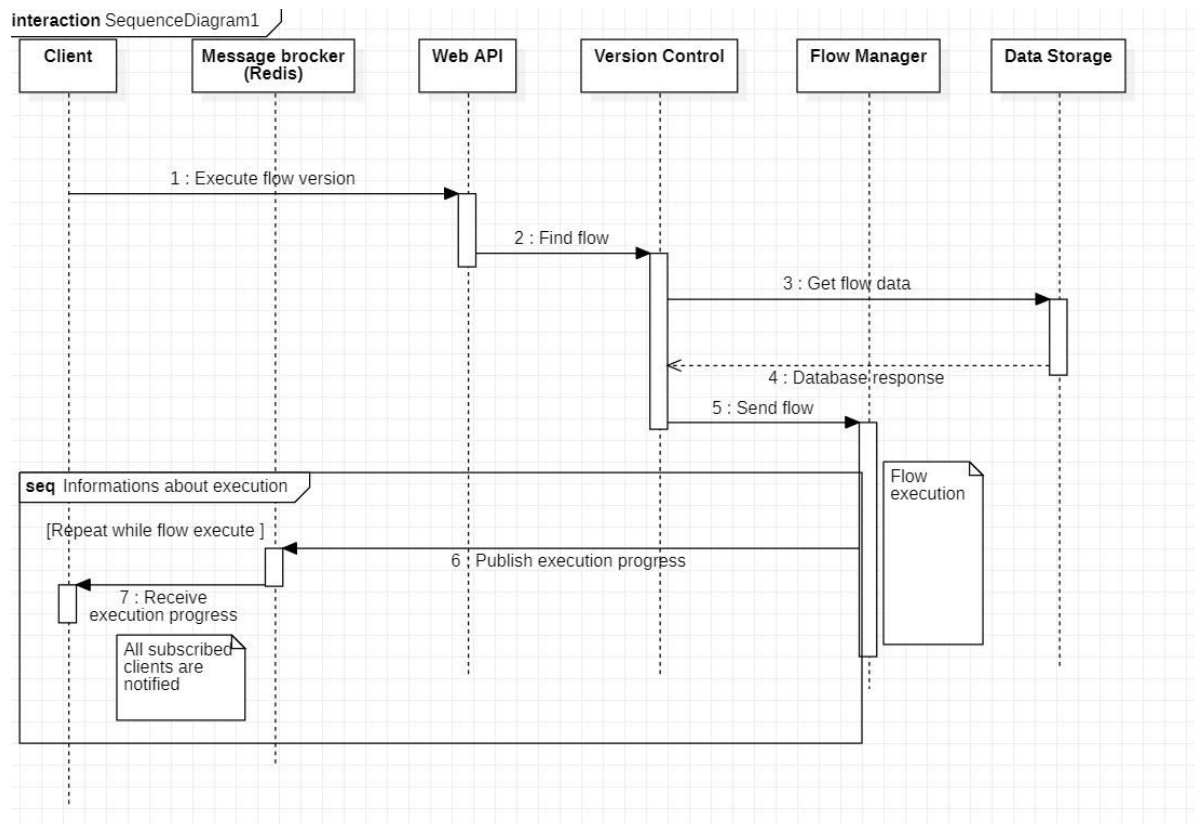 interaction SequenceDiagram1
Client
Message brocker
(Redis)
Web API
Version Control
Flow Manager
Data Storage
1 : Execute flow version
2 : Find flow
3 : Get flow data
4 : Database response
5 : Send flow
seq Informations about execution
Flow
execution
[Repeat while flow execute ]
6 : Publish execution progress
7 : Receive
execution progress
All subscribed
clients are
notified